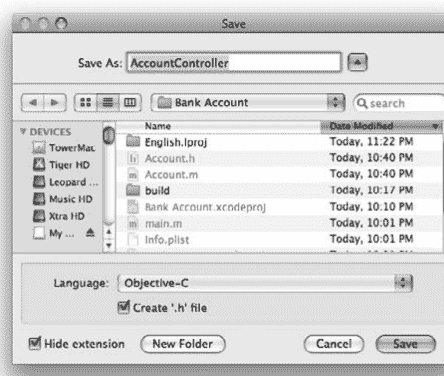 Save
Save As: AccountController
Bank Account
search
DEVICES
TowerMac
Tiger HD
Leopard ...
Music HD
Xtra HD
My ...
Name Date Modified
English.lproj Today, 11:22 PM
Account.h Today, 10:40 PM
Account.m Today, 10:40 PM
build Today, 10:17 PM
Bank Account.xcodeproj Today, 10:10 PM
main.m Today, 10:01 PM
Info.plist Today, 10:01 PM
Language: Objective-C
Create '.h' file
Hide extension New Folder Cancel Save